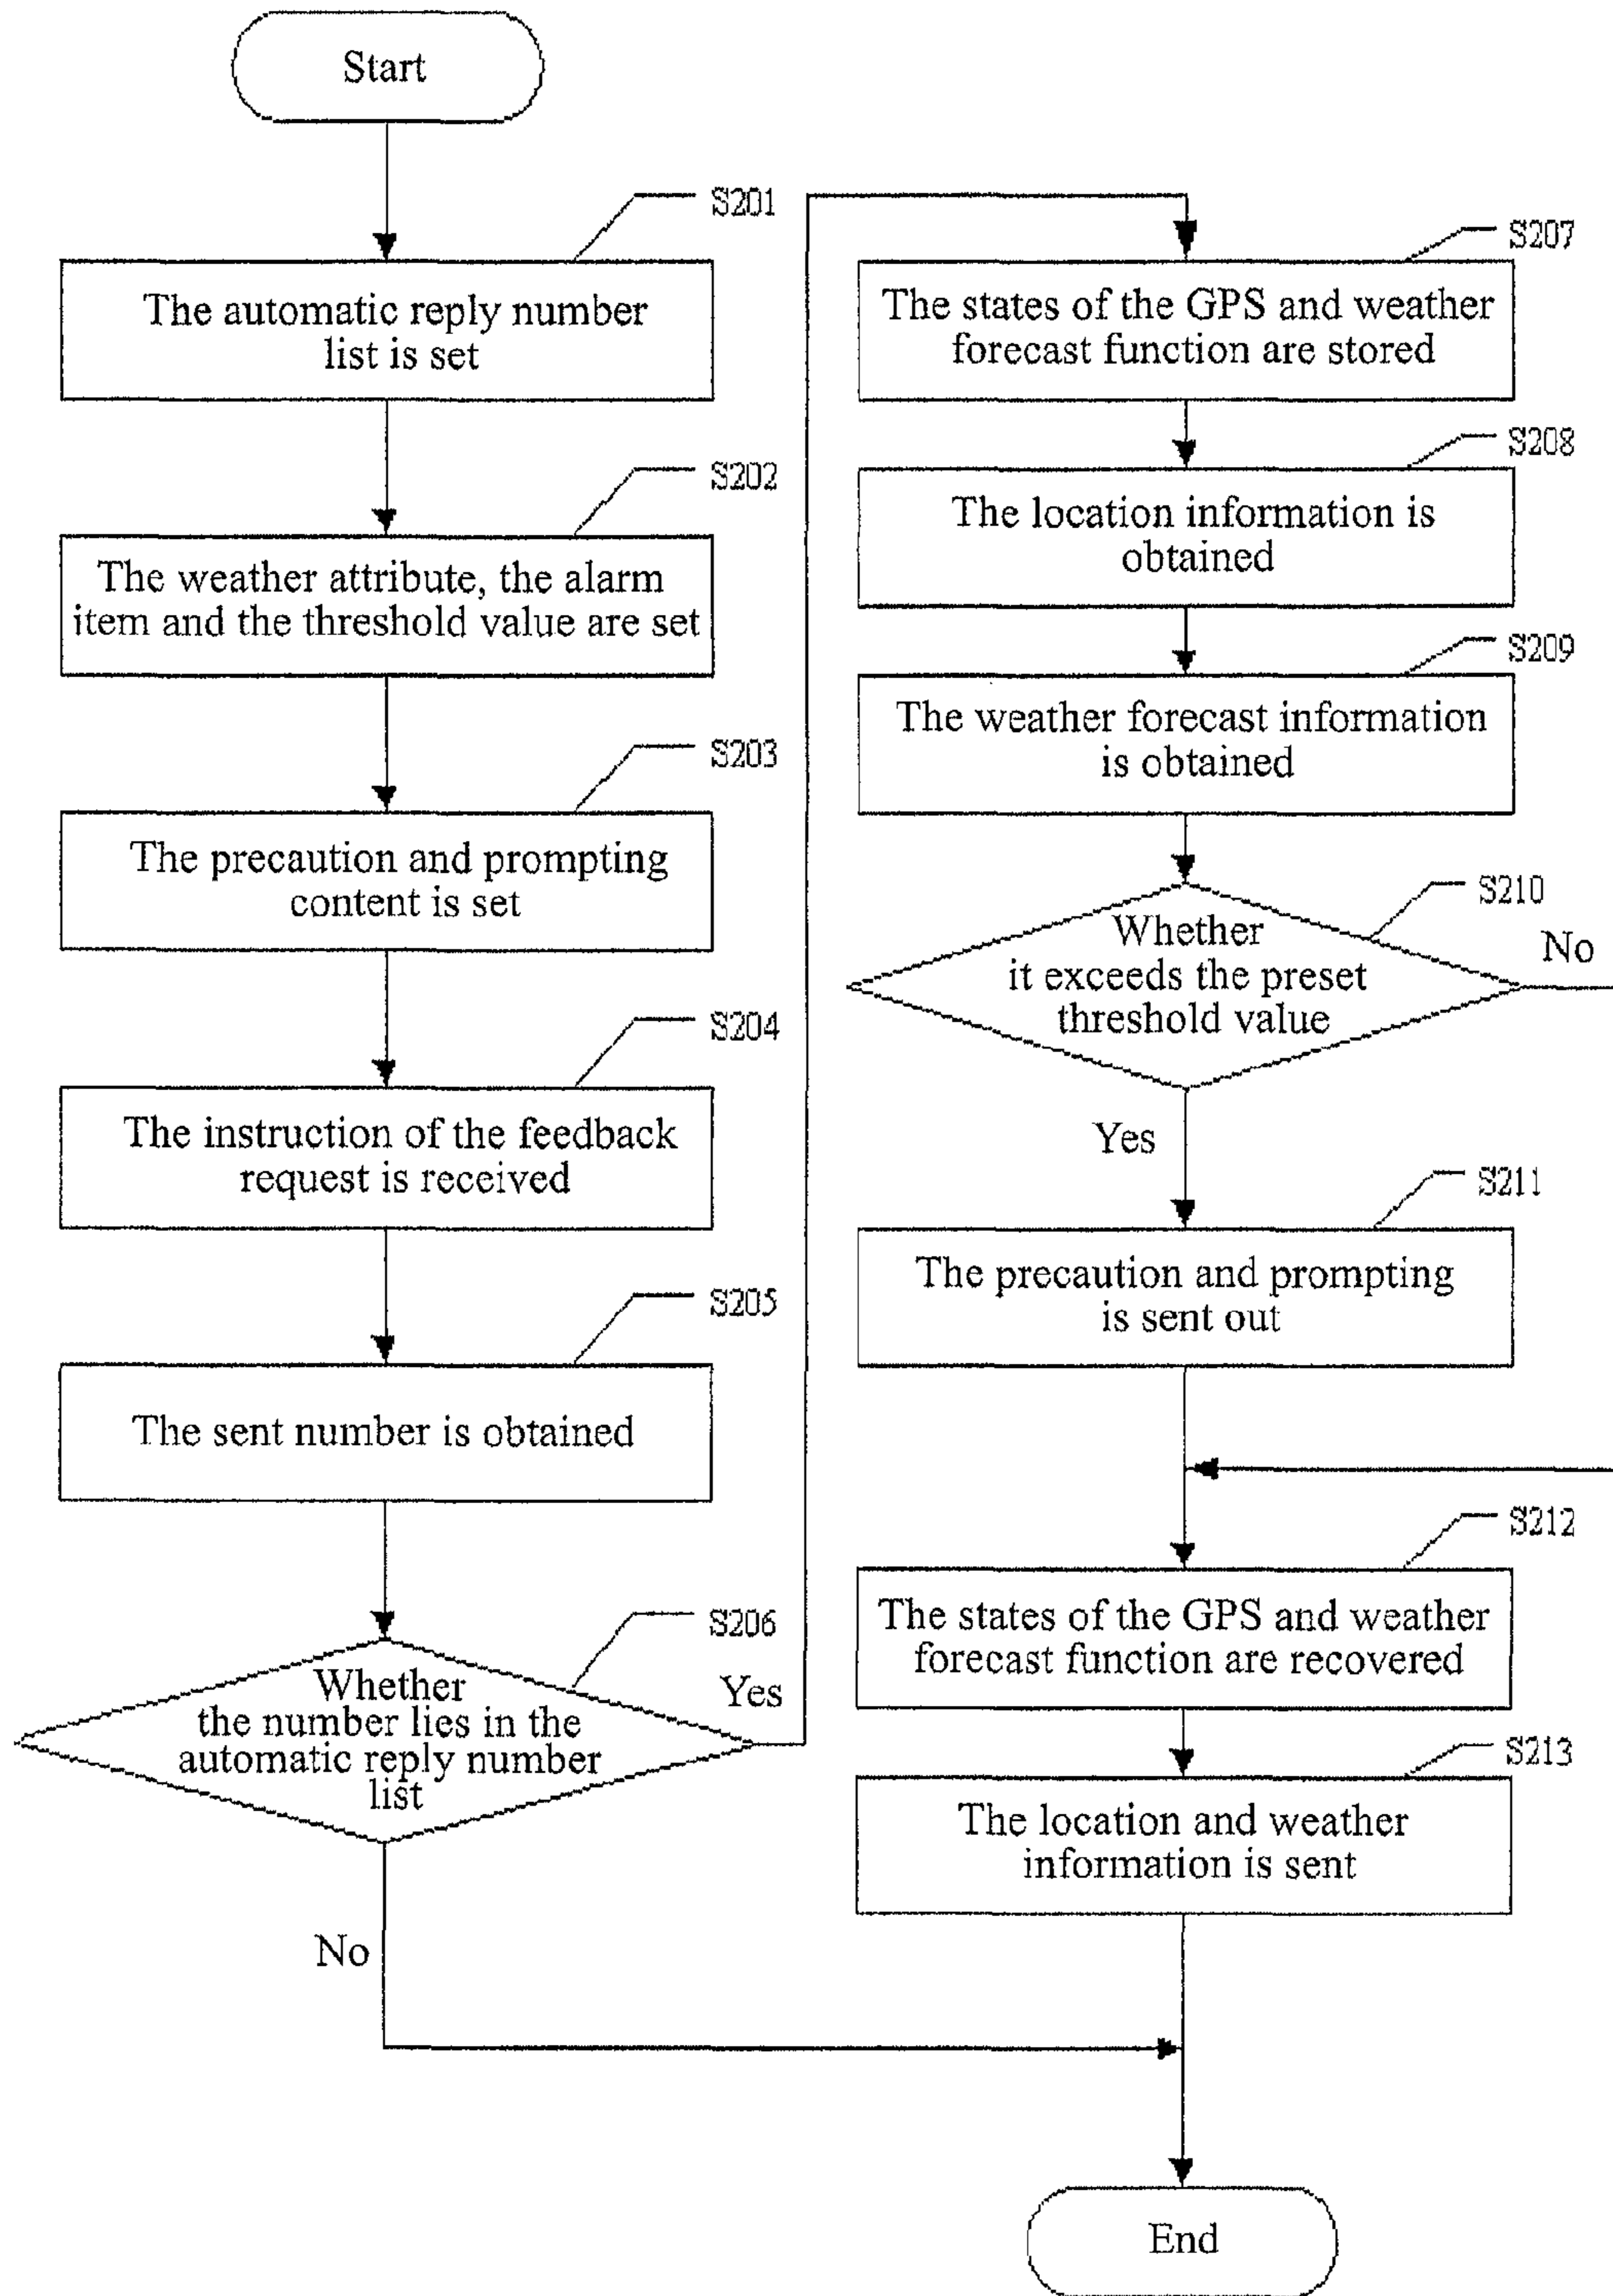 Start
S201
The automatic reply number
list is set
S202
The weather attribute, the alarm
item and the threshold value are set
S203
The precaution and prompting
content is set
S204
The instruction of the feedback
request is received
S205
The sent number is obtained
S206
Whether
the number lies in the
automatic reply number
list
Yes
No
S207
The states of the GPS and weather
forecast function are stored
S208
The location information is
obtained
S209
The weather forecast information
is obtained
S210
Whether
it exceeds the preset
threshold value
No
Yes
S211
The precaution and prompting
is sent out
S212
The states of the GPS and weather
forecast function are recovered
S213
The location and weather
information is sent
End